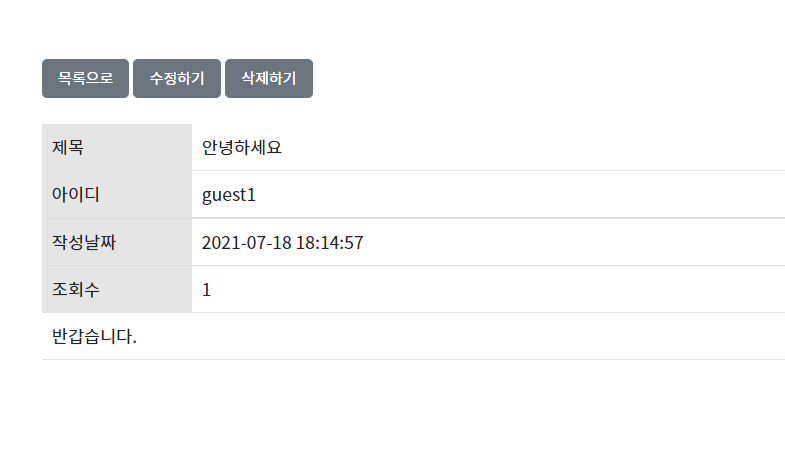 목록으로 수정하기 삭제하기
제목 안녕하세요
아이디 guest1
작성날짜 2021-07-18 18:14:57
조회수 1
반갑습니다.